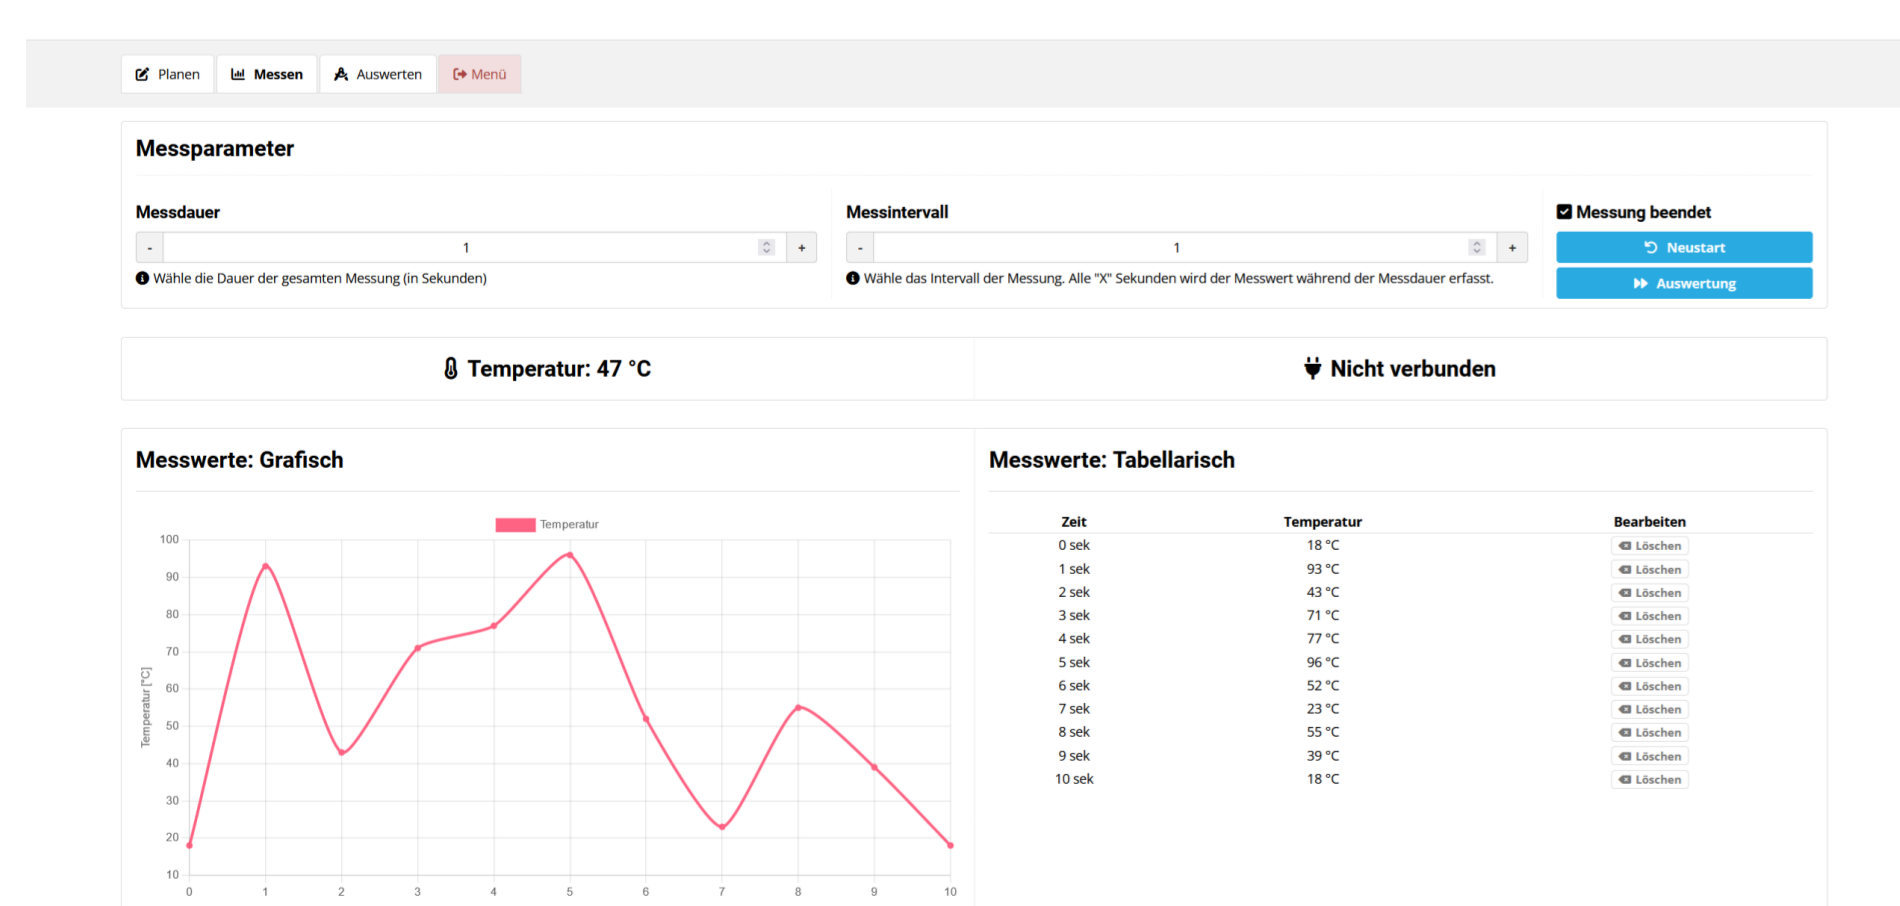 Planen Messen Auswerten Menü
Messparameter
Messdauer
- 1 +
Wähle die Dauer der gesamten Messung (in Sekunden)
Messintervall
- 1 +
Wähle das Intervall der Messung. Alle "X" Sekunden wird der Messwert während der Messdauer erfasst.
Messung beendet
Neustart
Auswertung
Temperatur: 47 °C
Nicht verbunden
Messwerte: Grafisch
Temperatur
100
90
80
70
60
50
40
30
20
10
Temperatur [°C]
0 1 2 3 4 5 6 7 8 9 10
Messwerte: Tabellarisch
Zeit Temperatur Bearbeiten
0 sek 18 °C Löschen
1 sek 93 °C Löschen
2 sek 43 °C Löschen
3 sek 71 °C Löschen
4 sek 77 °C Löschen
5 sek 96 °C Löschen
6 sek 52 °C Löschen
7 sek 23 °C Löschen
8 sek 55 °C Löschen
9 sek 39 °C Löschen
10 sek 18 °C Löschen